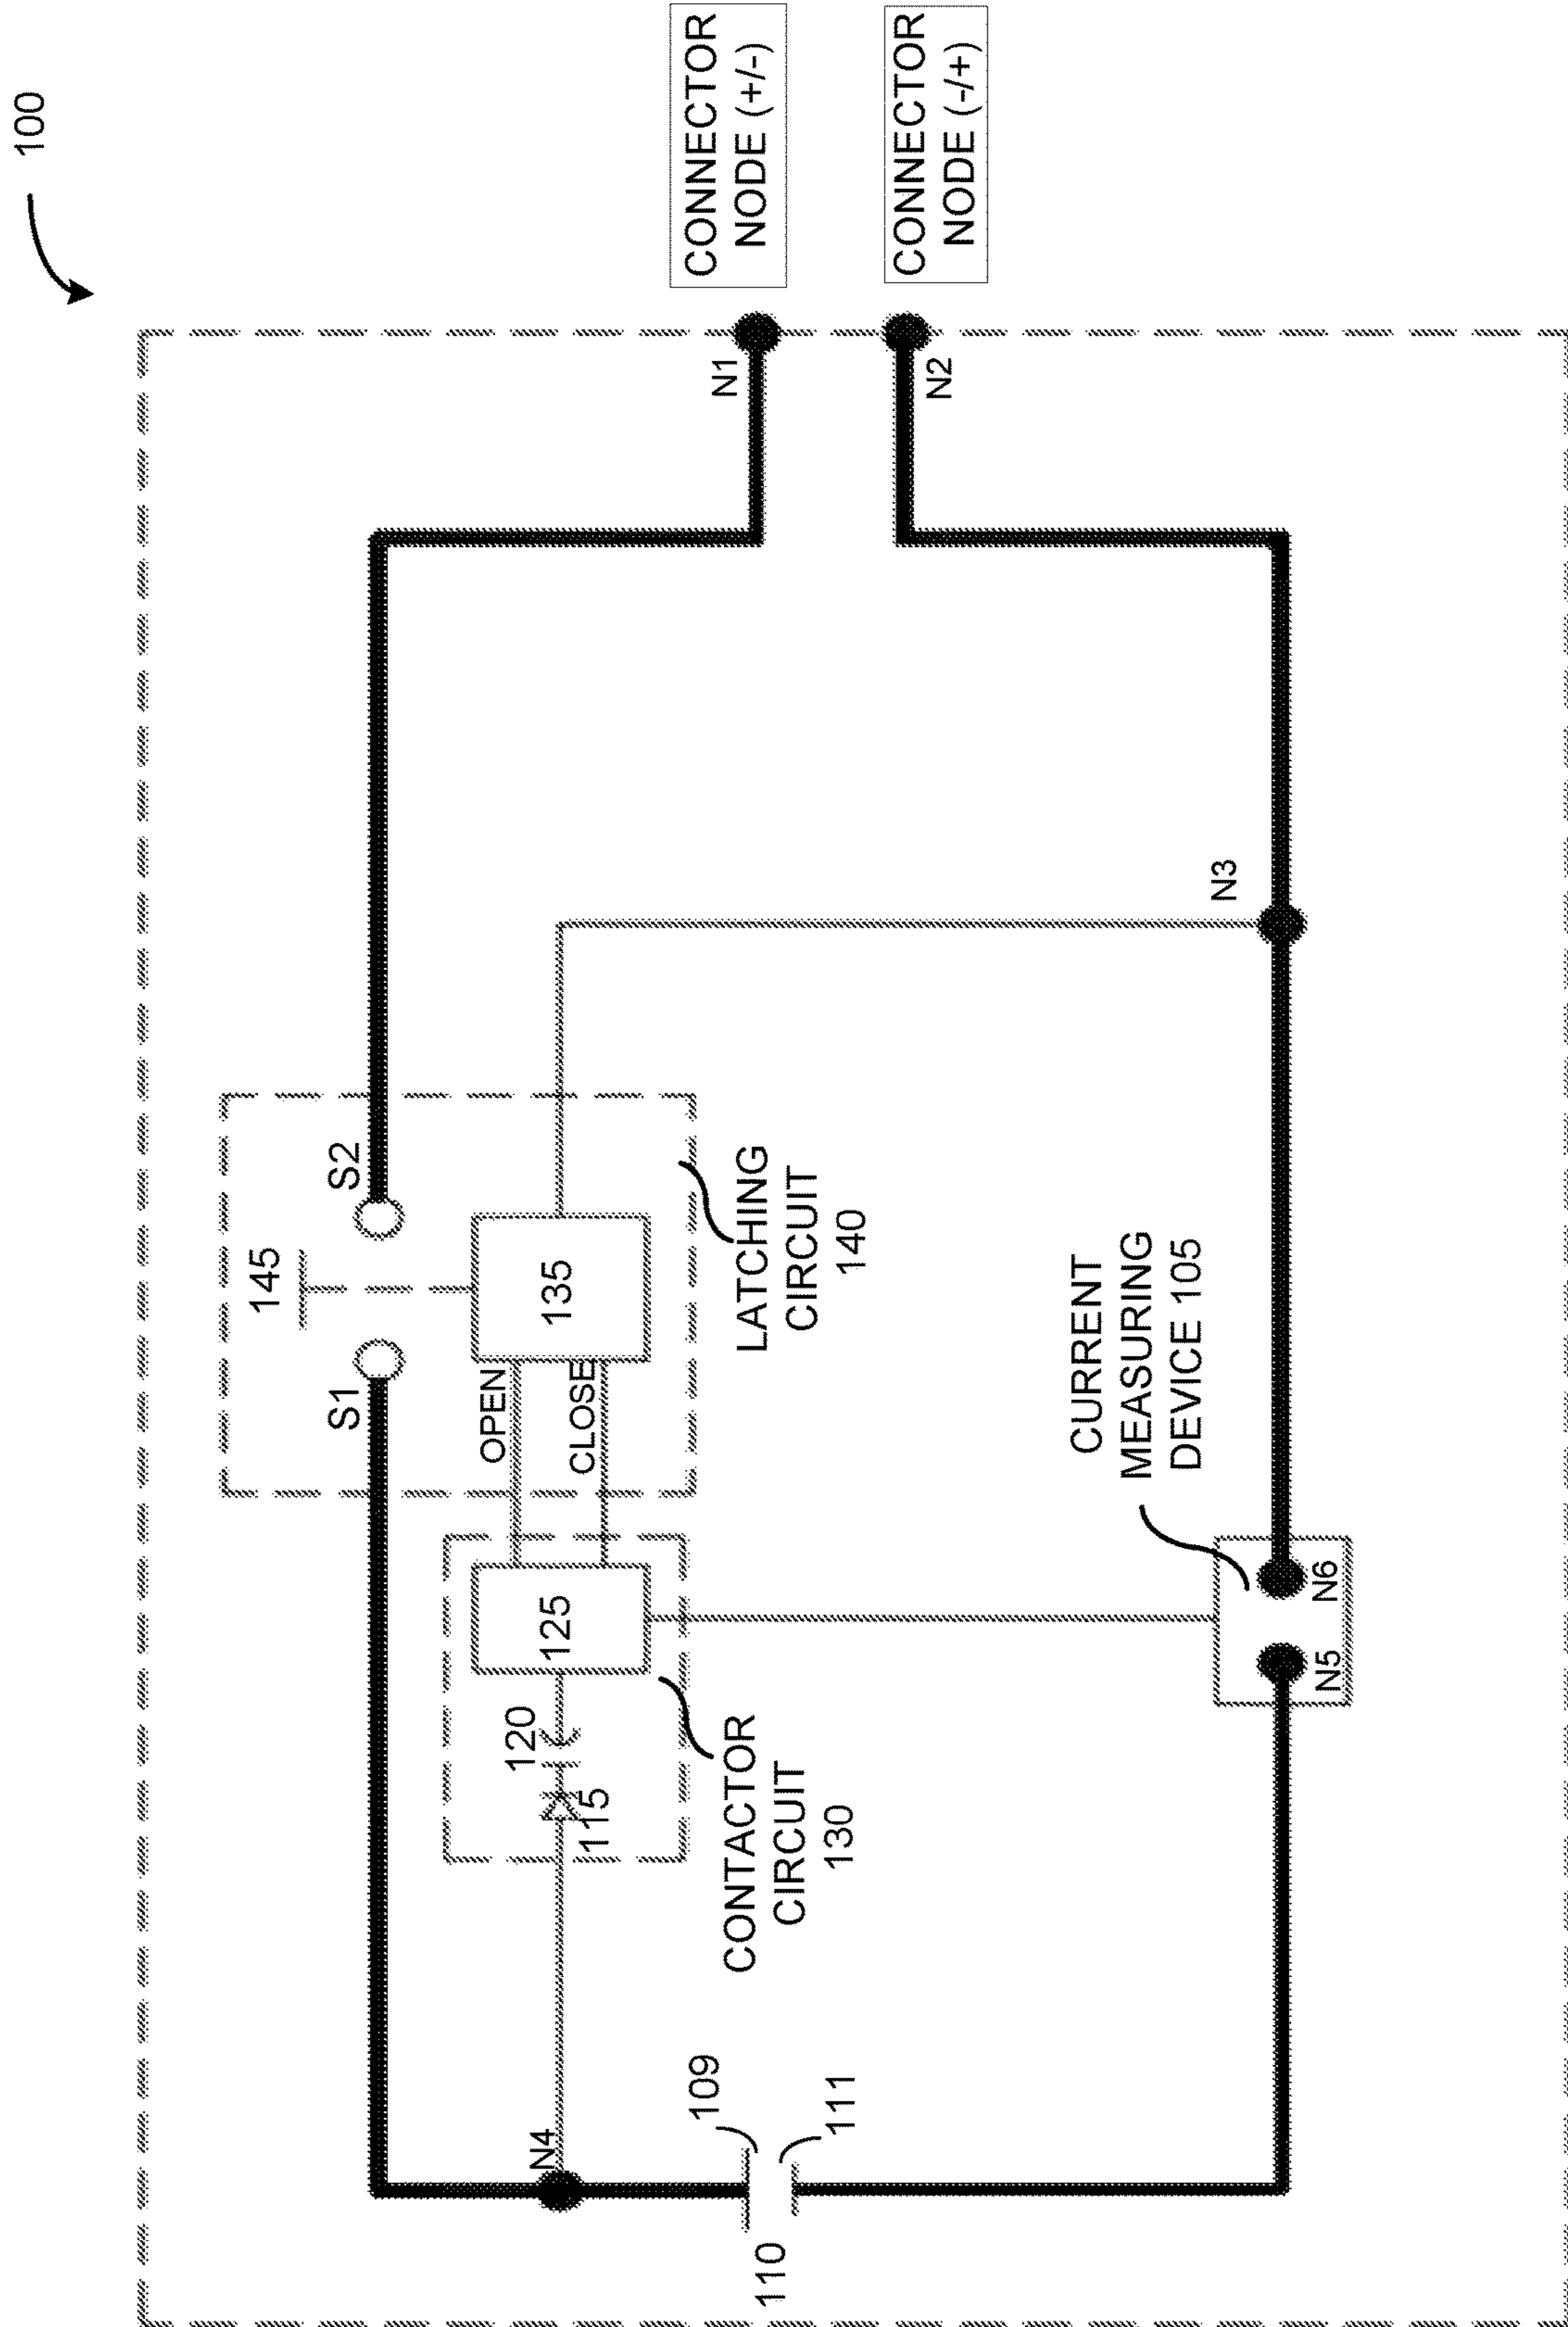 100
CONNECTOR
NODE (+/-)
CONNECTOR
NODE (-/+)
N1
N2
145
S1
S2
OPEN
CLOSE
135
LATCHING
CIRCUIT
140
N4
115
120
125
CONTACTOR
CIRCUIT
130
109
110
111
N3
CURRENT
MEASURING
DEVICE 105
N5
N6